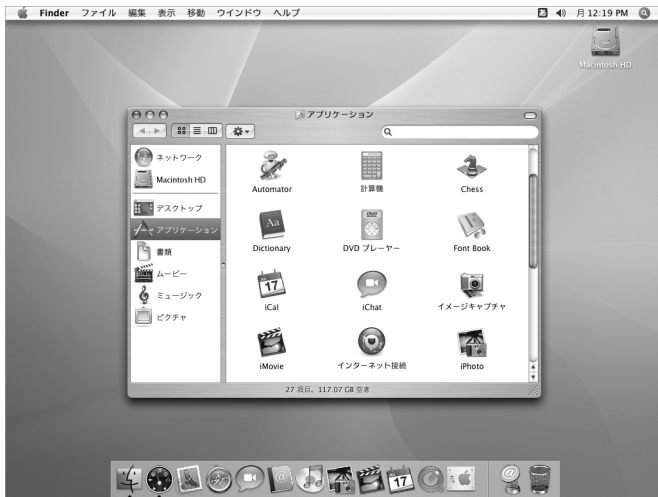 Finder ファイル 編集 表示 移動 ウインドウ ヘルプ あ 月 12:19 PM
Macintosh HD
アプリケーション
ネットワーク
Macintosh HD
デスクトップ
アプリケーション
書類
ムービー
ミュージック
ピクチャ
Automator 計算機 Chess
Aa DVD
Dictionary DVD プレーヤー Font Book
17
iCal iChat イメージキャプチャ
iMovie インターネット接続 iPhoto
27 項目、117.07 GB 空き
@ 17 @